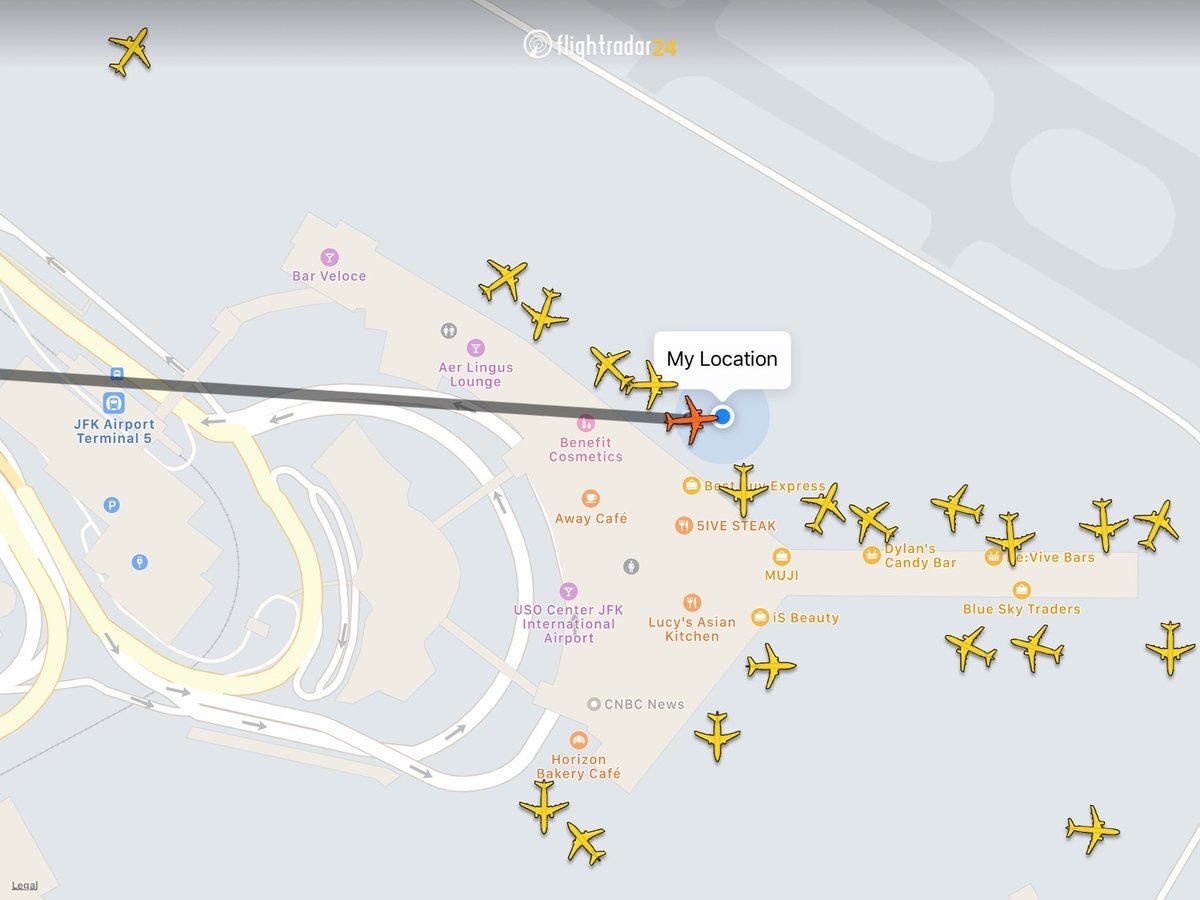 flightradar24
Bar Veloce
My Location
Aer Lingus
Lounge
JFK Airport
Terminal 5
Benefit
Cosmetics
Best Buy Express
P
Away Café
5IVE STEAK
Dylan's
Candy Bar
Re:Vive Bars
MUJI
USO Center JFK
International
Airport
Lucy's Asian
Kitchen
iS Beauty
Blue Sky Traders
CNBC News
Horizon
Bakery Café
Legal